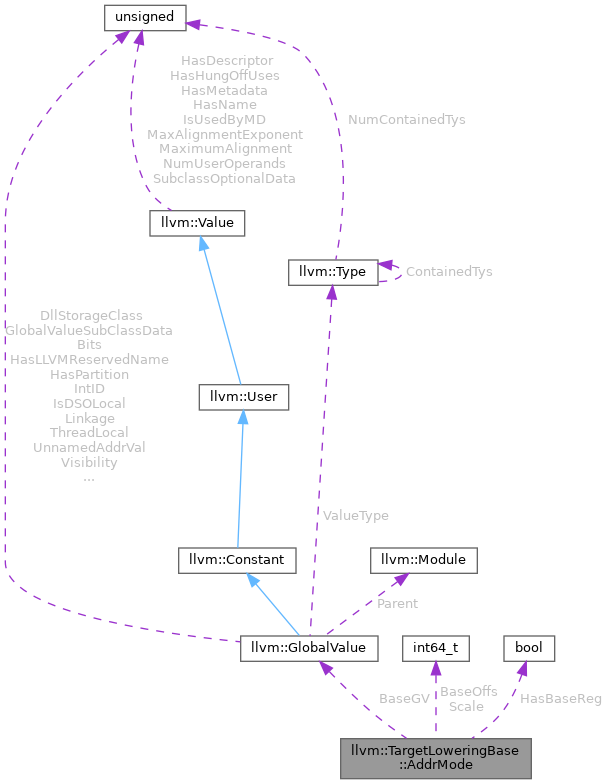 unsigned
HasDescriptor
HasHungOffUses
HasMetadata
HasName
IsUsedByMD
MaxAlignmentExponent
MaximumAlignment
NumUserOperands
SubclassOptionalData
NumContainedTys
llvm::Value
llvm::Type
ContainedTys
DllStorageClass
GlobalValueSubClassData
Bits
HasLLVMReservedName
HasPartition
IntID
IsDSOLocal
Linkage
ThreadLocal
UnnamedAddrVal
Visibility
...
llvm::User
ValueType
llvm::Constant
llvm::Module
Parent
llvm::GlobalValue
int64_t
bool
BaseGV
BaseOffs
Scale
HasBaseReg
llvm::TargetLoweringBase
::AddrMode